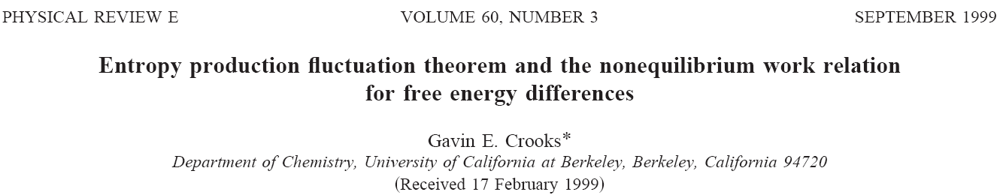 PHYSICAL REVIEW E VOLUME 60, NUMBER 3 SEPTEMBER 1999
Entropy production fluctuation theorem and the nonequilibrium work relation
for free energy differences
Gavin E. Crooks*
Department of Chemistry, University of California at Berkeley, Berkeley, California 94720
(Received 17 February 1999)